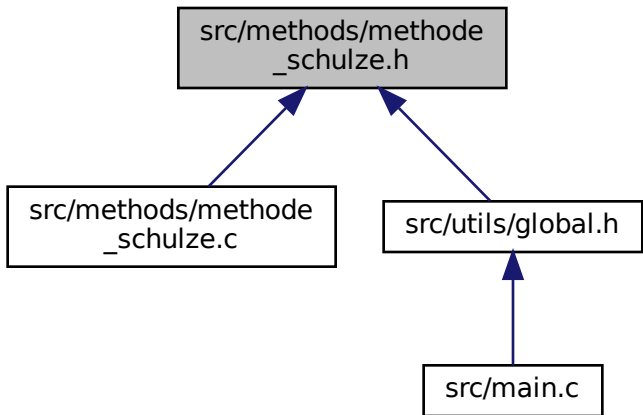 src/methods/methode
_schulze.h
src/methods/methode
_schulze.c
src/utils/global.h
src/main.c